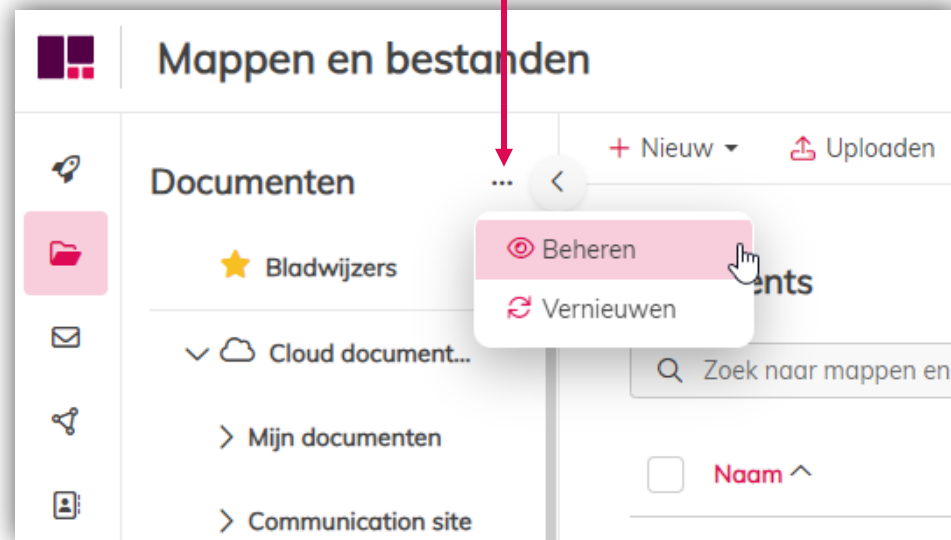 Mappen en bestanden
Documenten ...
+ Nieuw
Uploaden
Bladwijzers
Beheren
Vernieuwen
ents
Cloud document...
Zoek naar mappen en
Mijn documenten
Naam
Communication site